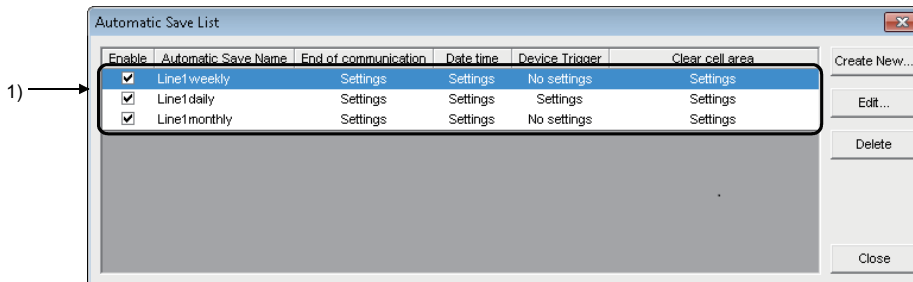 Automatic Save List
Enable Automatic Save Name End of communication Date time Device Trigger Clear cell area
Create New...
1)
Line1weekly Settings Settings No settings Settings
Line1daily Settings Settings Settings Settings
Edit...
Line1monthly Settings Settings No settings Settings
Delete
Close